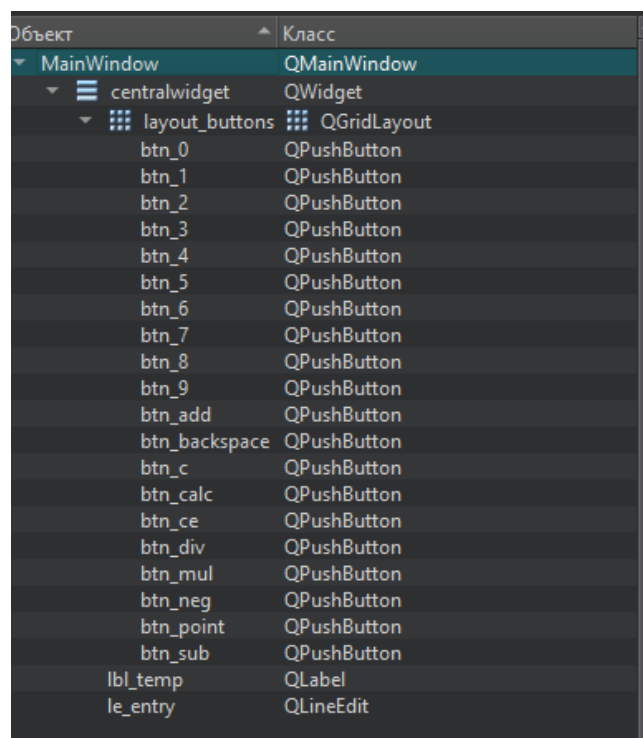 Объект Класс
MainWindow QMainWindow
centralwidget QWidget
layout_buttons QGridLayout
btn_0 QPushButton
btn_1 QPushButton
btn_2 QPushButton
btn_3 QPushButton
btn_4 QPushButton
btn_5 QPushButton
btn_6 QPushButton
btn_7 QPushButton
btn_8 QPushButton
btn_9 QPushButton
btn_add QPushButton
btn_backspace QPushButton
btn_c QPushButton
btn_calc QPushButton
btn_ce QPushButton
btn_div QPushButton
btn_mul QPushButton
btn_neg QPushButton
btn_point QPushButton
btn_sub QPushButton
lbl_temp QLabel
le_entry QLineEdit